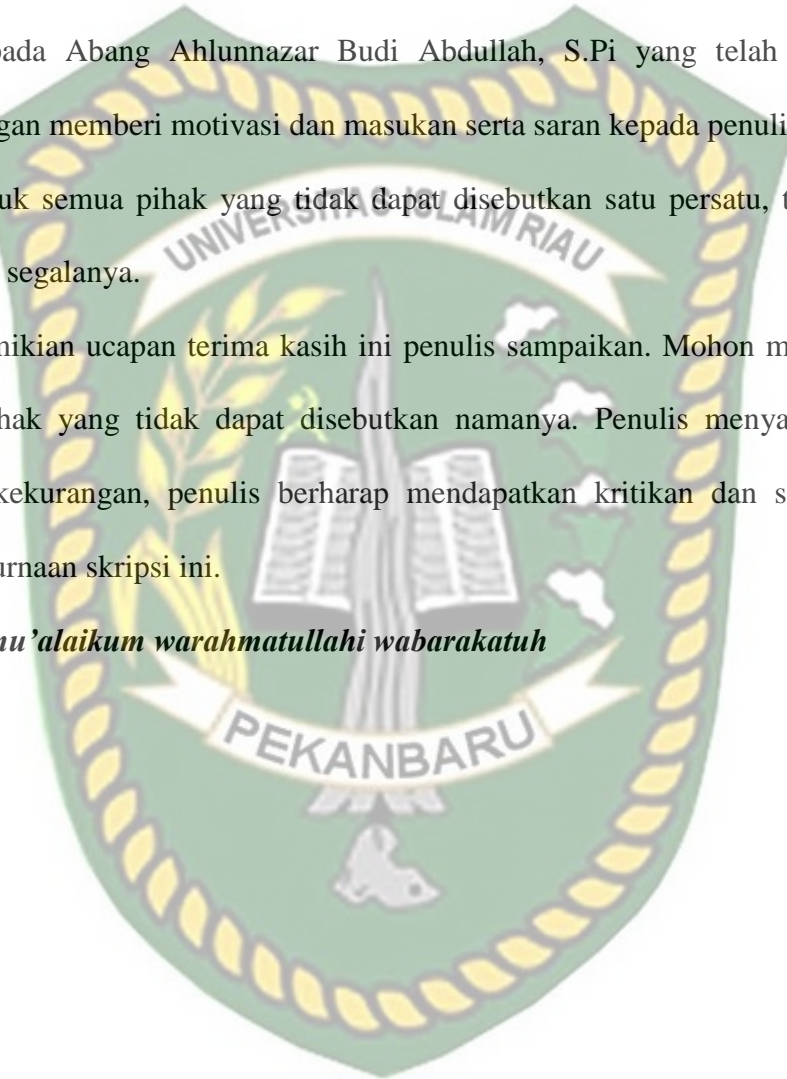 pada Abang Ahlunnazar Budi Abdullah, S.Pi yang telah
gan memberi motivasi dan masukan serta saran kepada penuli
uk semua pihak yang tidak dapat disebutkan satu persatu, t
UNIVERSITAS ISLAM RIAU
segalanya.
mikian ucapan terima kasih ini penulis sampaikan. Mohon m
hak yang tidak dapat disebutkan namanya. Penulis menya
kekurangan, penulis berharap mendapatkan kritikan dan s
urnaan skripsi ini.
mu’alaikum warahmatullahi wabarakatuh
PEKANBARU